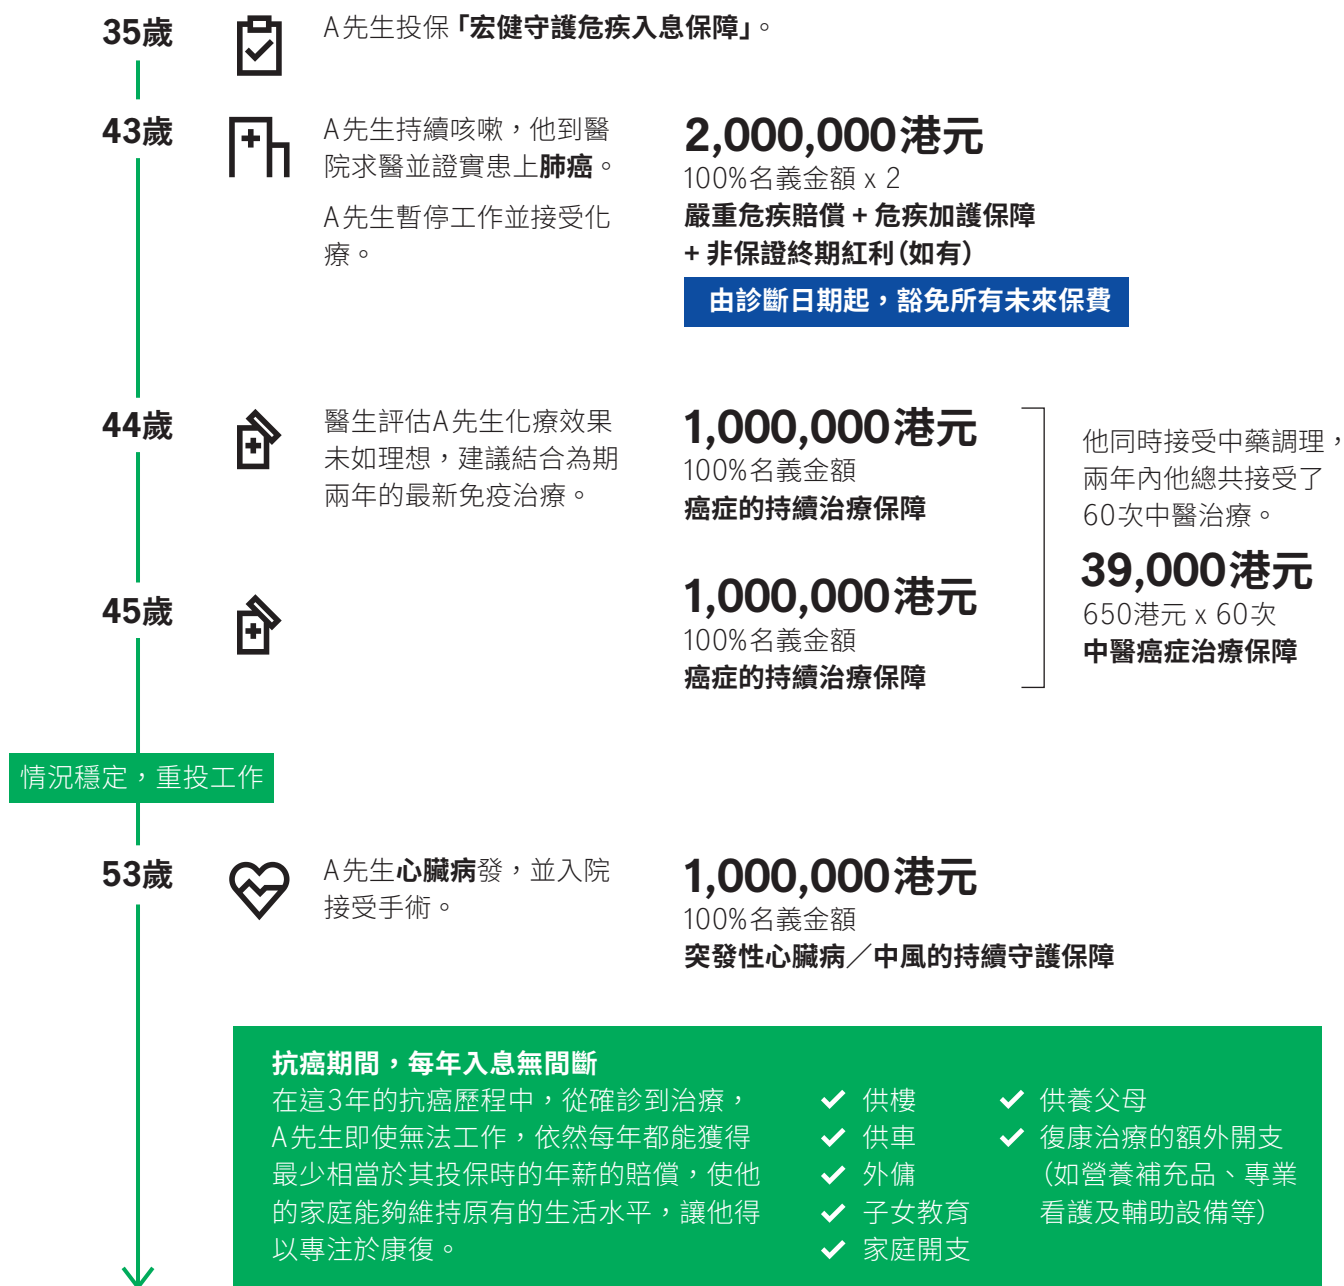 35歲
A先生投保「宏健守護危疾入息保障」。
43歲
A先生持續咳嗽，他到醫
院求醫並證實患上肺癌。
A先生暫停工作並接受化
療。
2,000,000港元
100%名義金額 x 2
嚴重危疾賠償 + 危疾加護保障
+ 非保證終期紅利（如有）
由診斷日期起，豁免所有未來保費
44歲
醫生評估A先生化療效果
未如理想，建議結合為期
兩年的最新免疫治療。
1,000,000港元
100%名義金額
癌症的持續治療保障
45歲
1,000,000港元
100%名義金額
癌症的持續治療保障
他同時接受中藥調理，
兩年內他總共接受了
60次中醫治療。
39,000港元
650港元 x 60次
中醫癌症治療保障
情況穩定，重投工作
53歲
A先生心臟病發，並入院
接受手術。
1,000,000港元
100%名義金額
突發性心臟病／中風的持續守護保障
抗癌期間，每年入息無間斷
在這3年的抗癌歷程中，從確診到治療，
A先生即使無法工作，依然每年都能獲得
最少相當於其投保時的年薪的賠償，使他
的家庭能夠維持原有的生活水平，讓他得
以專注於康復。
✓ 供樓
✓ 供車
✓ 外傭
✓ 子女教育
✓ 家庭開支
✓ 供養父母
✓ 復康治療的額外開支
（如營養補充品、專業
看護及輔助設備等）